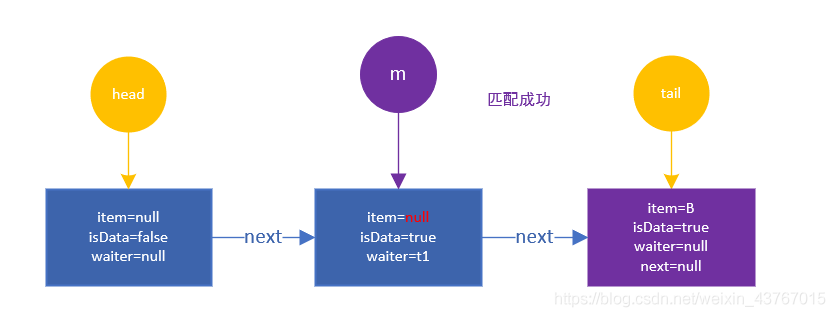 head
m
匹配成功
tail
item=null
isData=false
waiter=null
next
item=null
isData=true
waiter=t1
next
item=B
isData=true
waiter=null
next=null
https://blog.csdn.net/weixin_43767015